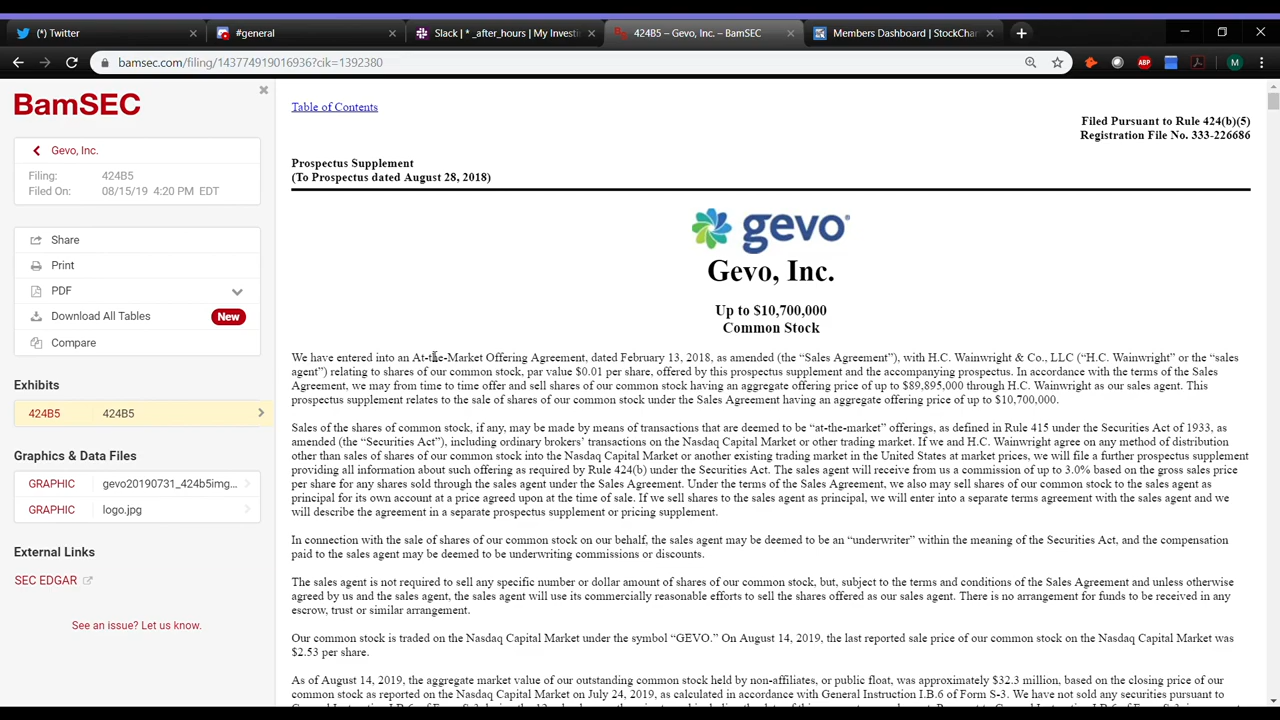 (*) Twitter
#general
Slack | * _after_hours | My Investi
424B5 – Gevo, Inc. – BamSEC
Members Dashboard | StockChar
bamsec.com/filing/143774919016936?cik=1392380
ABP
M
BamSEC
Gevo, Inc.
Filing: 424B5
Filed On: 08/15/19 4:20 PM EDT
Share
Print
PDF
Download All Tables New
Compare
Exhibits
424B5 424B5
Graphics & Data Files
GRAPHIC gevo20190731_424b5img...
GRAPHIC logo.jpg
External Links
SEC EDGAR
See an issue? Let us know.
Table of Contents
Filed Pursuant to Rule 424(b)(5)
Registration File No. 333-226686
Prospectus Supplement
(To Prospectus dated August 28, 2018)
gevo
Gevo, Inc.
Up to $10,700,000
Common Stock
We have entered into an At-the-Market Offering Agreement, dated February 13, 2018, as amended (the “Sales Agreement”), with H.C. Wainwright & Co., LLC (“H.C. Wainwright” or the “sales
agent”) relating to shares of our common stock, par value $0.01 per share, offered by this prospectus supplement and the accompanying prospectus. In accordance with the terms of the Sales
Agreement, we may from time to time offer and sell shares of our common stock having an aggregate offering price of up to $89,895,000 through H.C. Wainwright as our sales agent. This
prospectus supplement relates to the sale of shares of our common stock under the Sales Agreement having an aggregate offering price of up to $10,700,000.
Sales of the shares of common stock, if any, may be made by means of transactions that are deemed to be “at-the-market” offerings, as defined in Rule 415 under the Securities Act of 1933, as
amended (the “Securities Act”), including ordinary brokers’ transactions on the Nasdaq Capital Market or other trading market. If we and H.C. Wainwright agree on any method of distribution
other than sales of shares of our common stock into the Nasdaq Capital Market or another existing trading market in the United States at market prices, we will file a further prospectus supplement
providing all information about such offering as required by Rule 424(b) under the Securities Act. The sales agent will receive from us a commission of up to 3.0% based on the gross sales price
per share for any shares sold through the sales agent under the Sales Agreement. Under the terms of the Sales Agreement, we also may sell shares of our common stock to the sales agent as
principal for its own account at a price agreed upon at the time of sale. If we sell shares to the sales agent as principal, we will enter into a separate terms agreement with the sales agent and we
will describe the agreement in a separate prospectus supplement or pricing supplement.
In connection with the sale of shares of our common stock on our behalf, the sales agent may be deemed to be an “underwriter” within the meaning of the Securities Act, and the compensation
paid to the sales agent may be deemed to be underwriting commissions or discounts.
The sales agent is not required to sell any specific number or dollar amount of shares of our common stock, but, subject to the terms and conditions of the Sales Agreement and unless otherwise
agreed by us and the sales agent, the sales agent will use its commercially reasonable efforts to sell the shares offered as our sales agent. There is no arrangement for funds to be received in any
escrow, trust or similar arrangement.
Our common stock is traded on the Nasdaq Capital Market under the symbol “GEVO.” On August 14, 2019, the last reported sale price of our common stock on the Nasdaq Capital Market was
$2.53 per share.
As of August 14, 2019, the aggregate market value of our outstanding common stock held by non-affiliates, or public float, was approximately $32.3 million, based on the closing price of our
common stock as reported on the Nasdaq Capital Market on July 24, 2019, as calculated in accordance with General Instruction I.B.6 of Form S-3. We have not sold any securities pursuant to